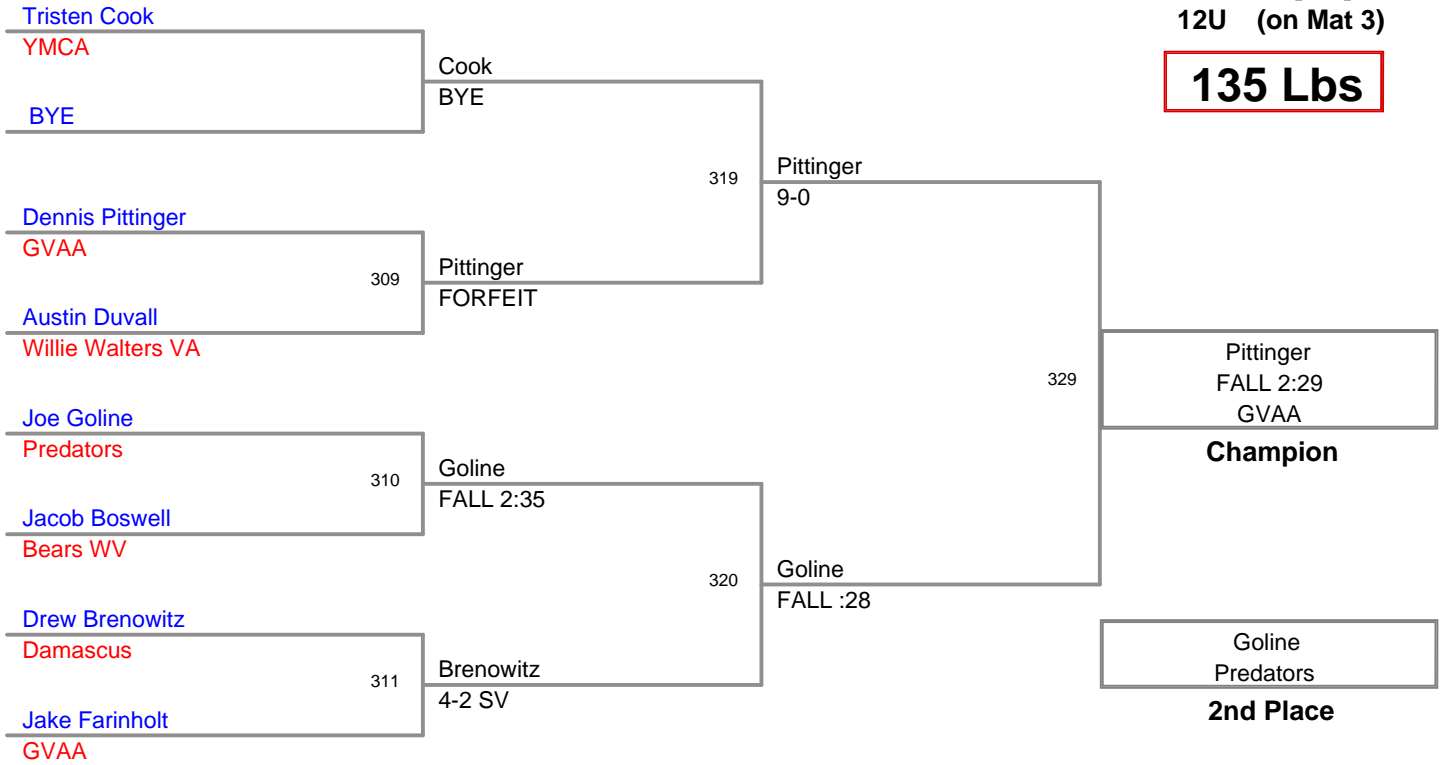 12U (on Mat 3)
135 Lbs
Tristen Cook
YMCA
Cook
BYE
BYE
319
Pittinger
9-0
Dennis Pittinger
GVAA
309
Pittinger
FORFEIT
Austin Duvall
Willie Walters VA
329
Pittinger
FALL 2:29
GVAA
Champion
Joe Goline
Predators
310
Goline
FALL 2:35
Jacob Boswell
Bears WV
320
Goline
FALL :28
Drew Brenowitz
Damascus
311
Brenowitz
4-2 SV
Goline
Predators
2nd Place
Jake Farinholt
GVAA